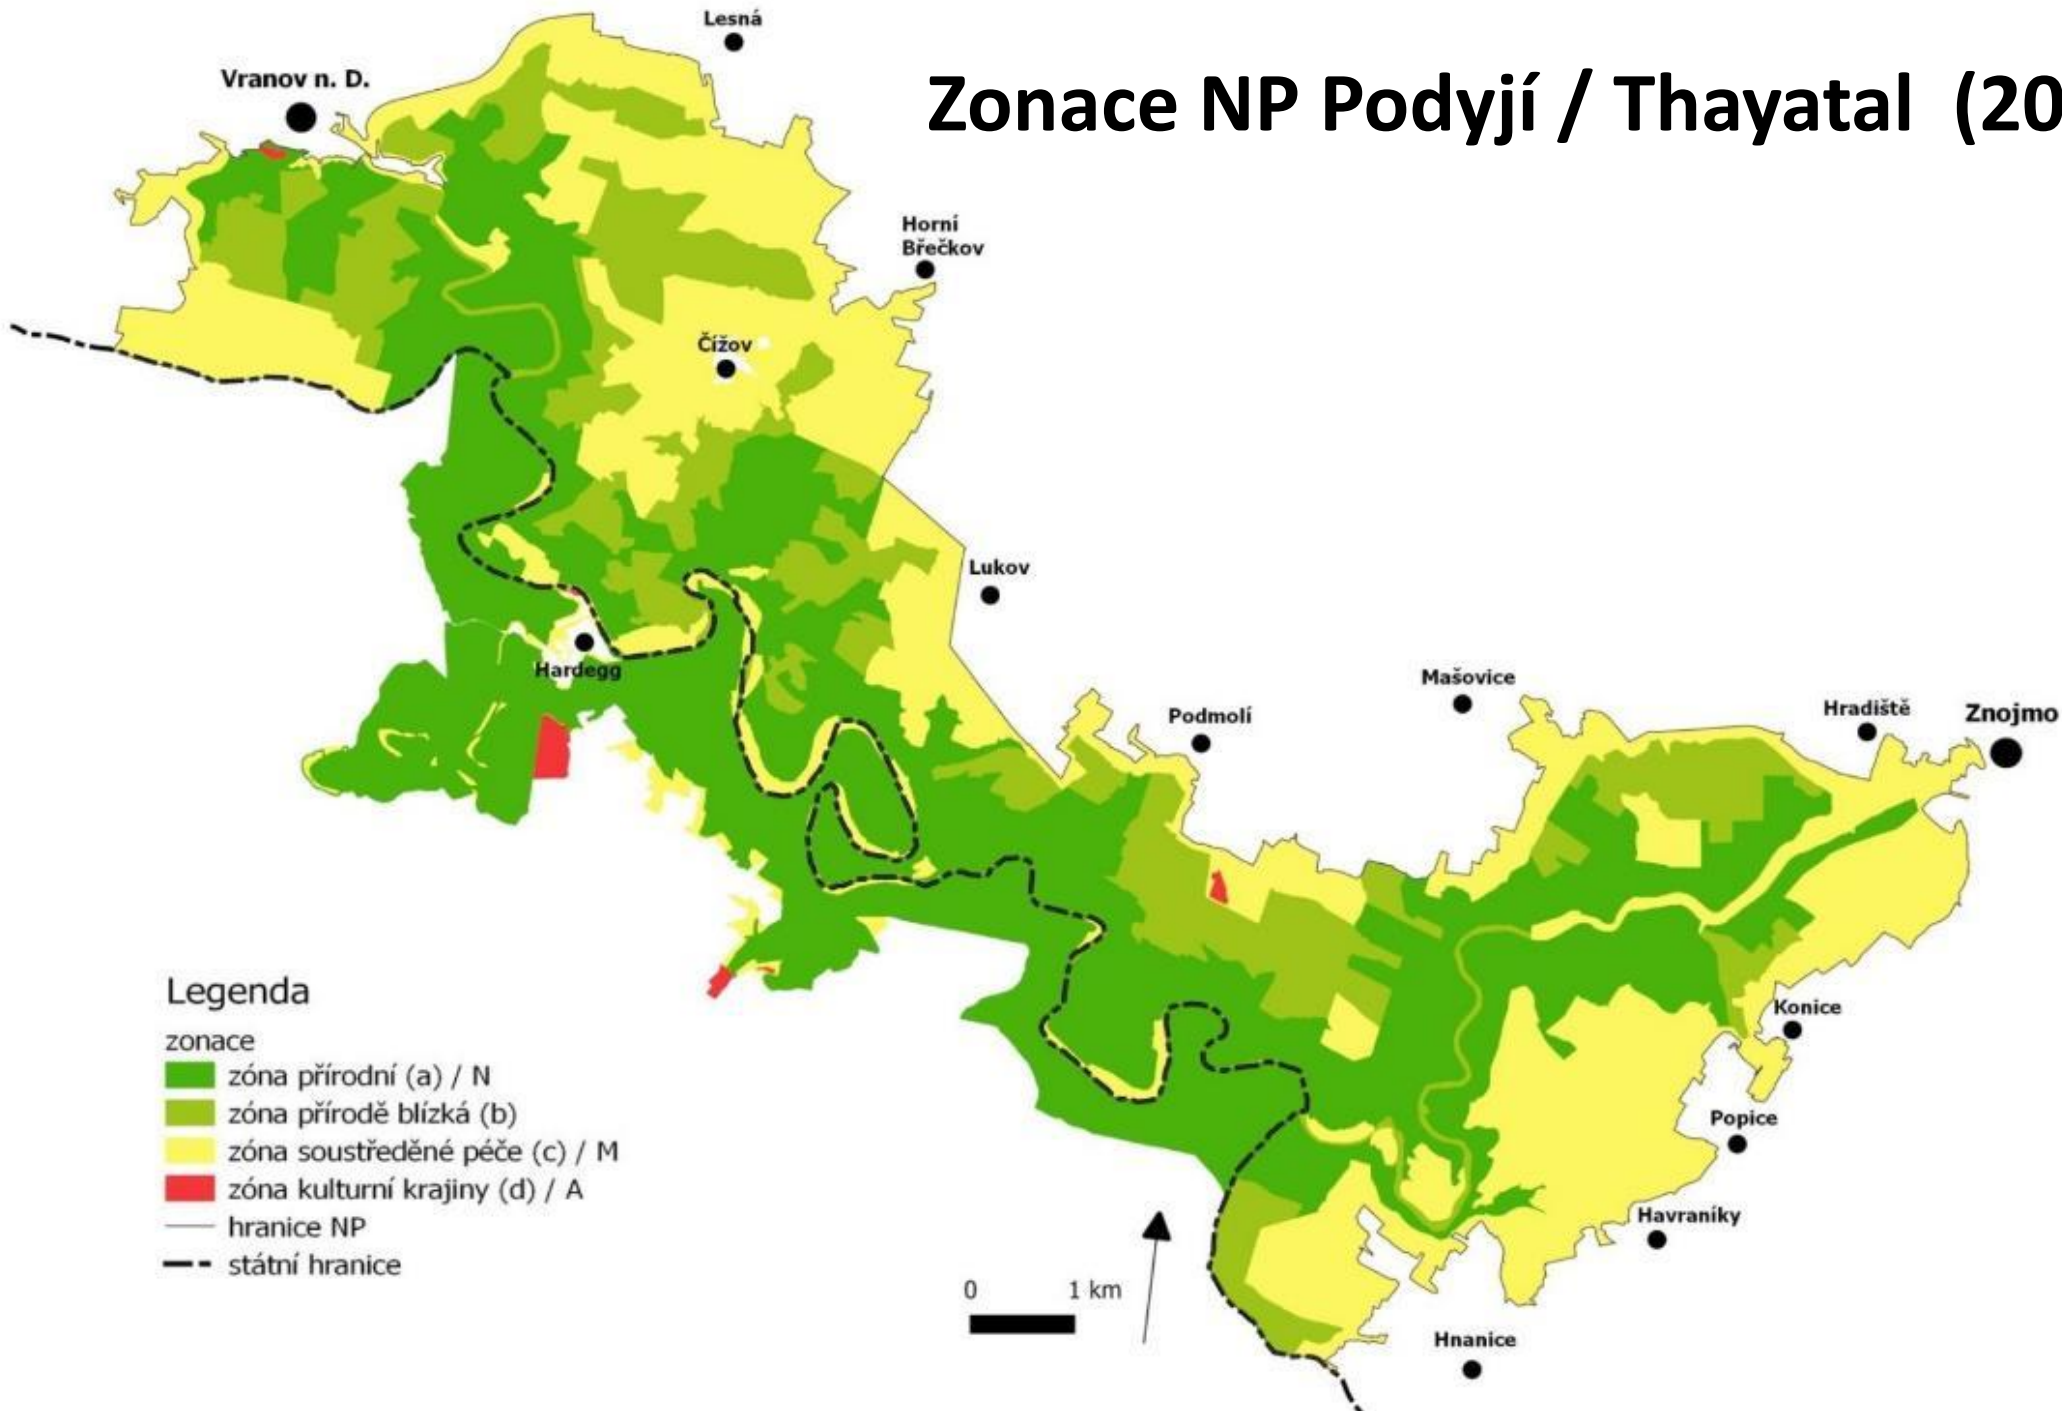 Lesná
Vranov n. D.
Zonace NP Podyjí / Thayatal (20
Horní
Břečkov
Čížov
Lukov
Hardegg
Mašovice
Podmolí
Hradiště
Znojmo
Legenda
zonace
zóna přírodní (a) / N
zóna přírodě blízká (b)
zóna soustředěné péče (c) / M
zóna kulturní krajiny (d) / A
hranice NP
státní hranice
Konice
Popice
Havraníky
0 1 km
Hnanice